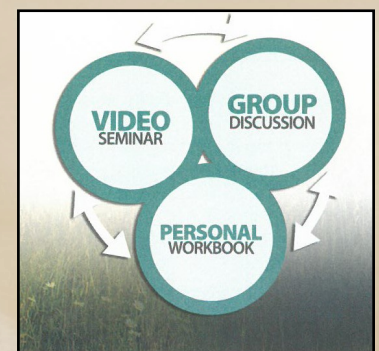 VIDEO
SEMINAR
GROUP
DISCUSSION
PERSONAL
WORKBOOK